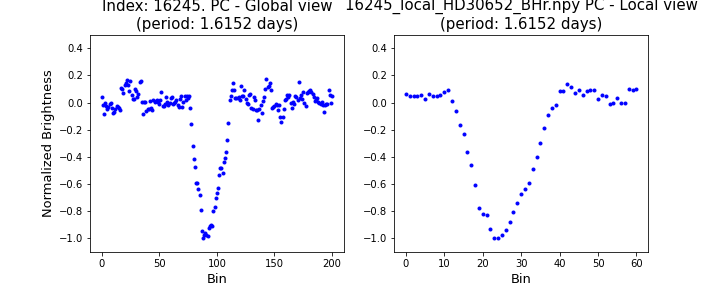 Index: 16245. PC - Global view
(period: 1.6152 days)
16245_local_HD30652_BHr.npy PC - Local view
(period: 1.6152 days)
Normalized Brightness
0.4
0.2
0.0
−0.2
−0.4
−0.6
−0.8
−1.0
0 50 100 150 200
Bin
0.4
0.2
0.0
−0.2
−0.4
−0.6
−0.8
−1.0
0 10 20 30 40 50 60
Bin